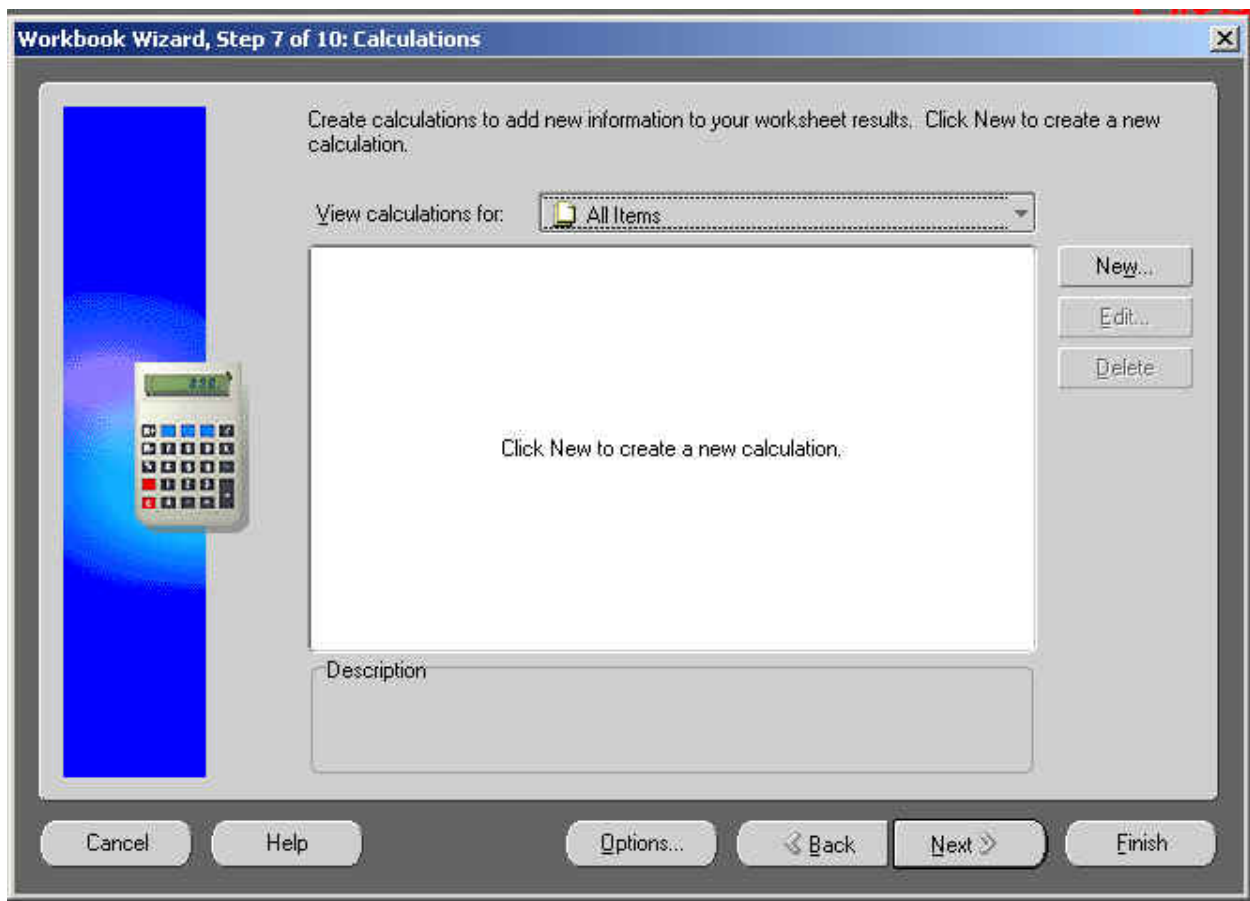 Workbook Wizard, Step 7 of 10: Calculations
Create calculations to add new information to your worksheet results. Click New to create a new
calculation.
View calculations for:
All Items
New...
Edit...
Delete
Click New to create a new calculation.
Description
Cancel
Help
Options...
Back
Next
Finish